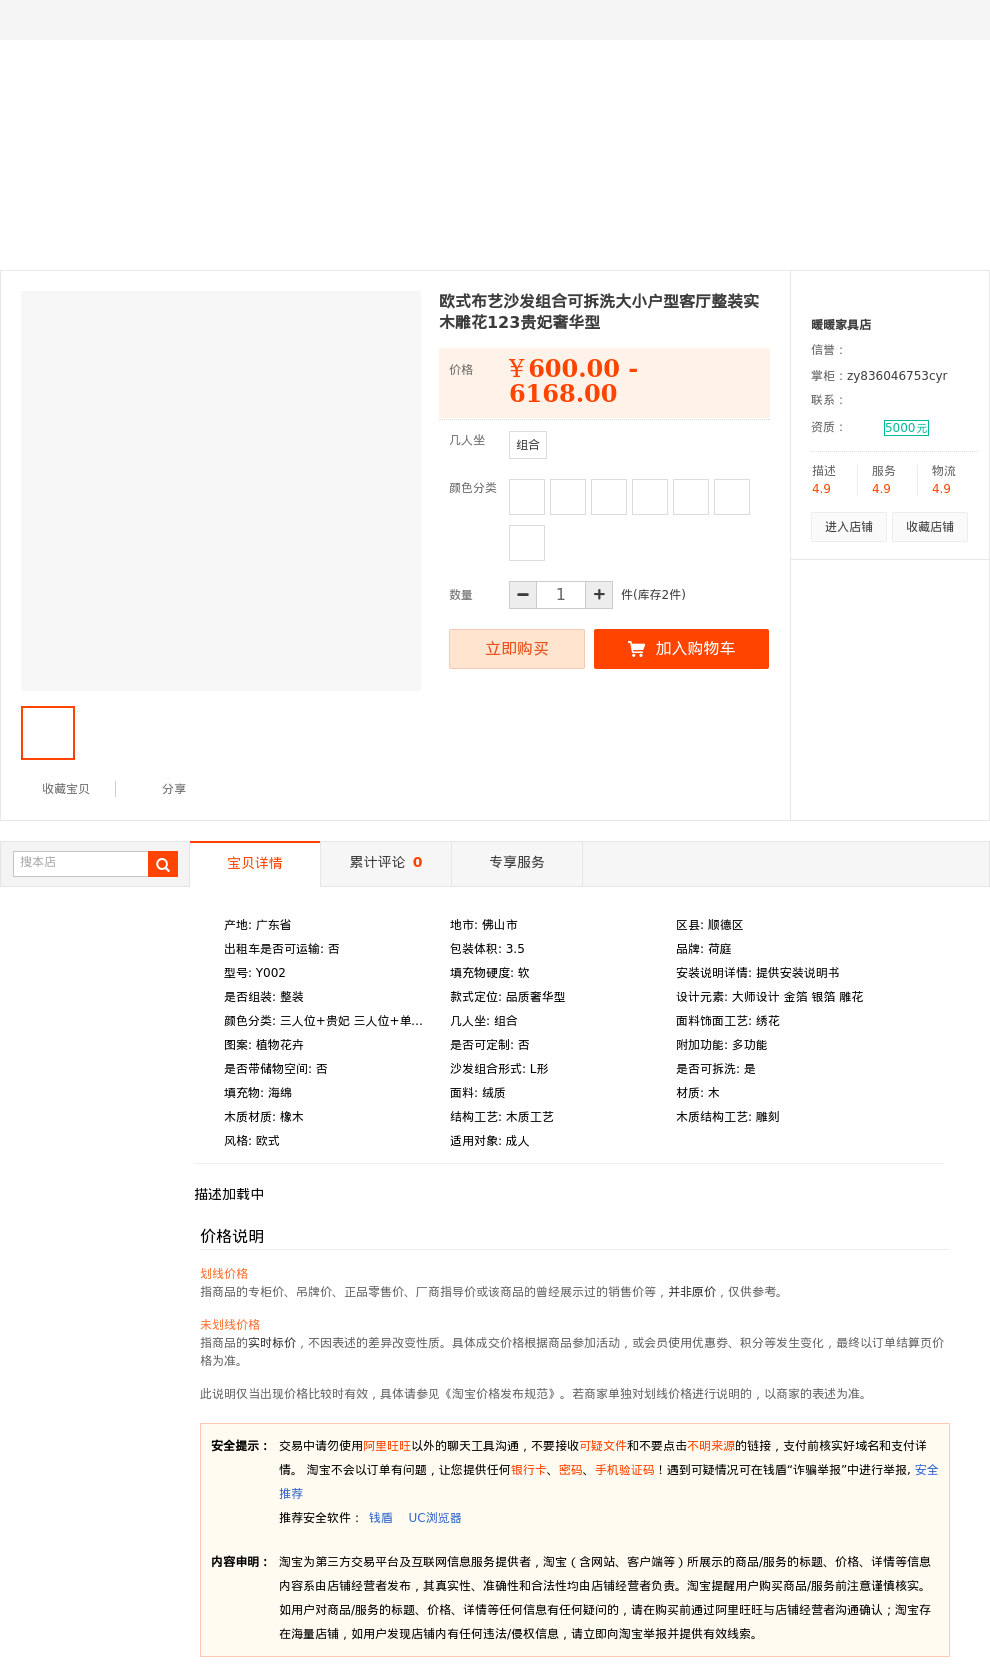 欧式布艺沙发组合可拆洗大小户型客厅整装实
木雕花123贵妃奢华型
价格
¥600.00 -
6168.00
几人坐
组合
颜色分类
数量
1
件(库存2件)
立即购买
加入购物车
收藏宝贝
分享
暖暖家具店
信誉：
掌柜：zy836046753cyr
联系：
资质：
5000元
描述 服务 物流
4.9 4.9 4.9
进入店铺 收藏店铺
搜本店
宝贝详情
累计评论 0
专享服务
产地: 广东省 地市: 佛山市 区县: 顺德区
出租车是否可运输: 否 包装体积: 3.5 品牌: 荷庭
型号: Y002 填充物硬度: 软 安装说明详情: 提供安装说明书
是否组装: 整装 款式定位: 品质奢华型 设计元素: 大师设计 金箔 银箔 雕花
颜色分类: 三人位+贵妃 三人位+单... 几人坐: 组合 面料饰面工艺: 绣花
图案: 植物花卉 是否可定制: 否 附加功能: 多功能
是否带储物空间: 否 沙发组合形式: L形 是否可拆洗: 是
填充物: 海绵 面料: 绒质 材质: 木
木质材质: 橡木 结构工艺: 木质工艺 木质结构工艺: 雕刻
风格: 欧式 适用对象: 成人
描述加载中
价格说明
划线价格
指商品的专柜价、吊牌价、正品零售价、厂商指导价或该商品的曾经展示过的销售价等，并非原价，仅供参考。
未划线价格
指商品的实时标价，不因表述的差异改变性质。具体成交价格根据商品参加活动，或会员使用优惠券、积分等发生变化，最终以订单结算页价
格为准。
此说明仅当出现价格比较时有效，具体请参见《淘宝价格发布规范》。若商家单独对划线价格进行说明的，以商家的表述为准。
安全提示： 交易中请勿使用阿里旺旺以外的聊天工具沟通，不要接收可疑文件和不要点击不明来源的链接，支付前核实好域名和支付详
情。 淘宝不会以订单有问题，让您提供任何银行卡、密码、手机验证码！遇到可疑情况可在钱盾“诈骗举报”中进行举报, 安全
推荐
推荐安全软件： 钱盾 UC浏览器
内容申明： 淘宝为第三方交易平台及互联网信息服务提供者，淘宝（含网站、客户端等）所展示的商品/服务的标题、价格、详情等信息
内容系由店铺经营者发布，其真实性、准确性和合法性均由店铺经营者负责。淘宝提醒用户购买商品/服务前注意谨慎核实。
如用户对商品/服务的标题、价格、详情等任何信息有任何疑问的，请在购买前通过阿里旺旺与店铺经营者沟通确认；淘宝存
在海量店铺，如用户发现店铺内有任何违法/侵权信息，请立即向淘宝举报并提供有效线索。